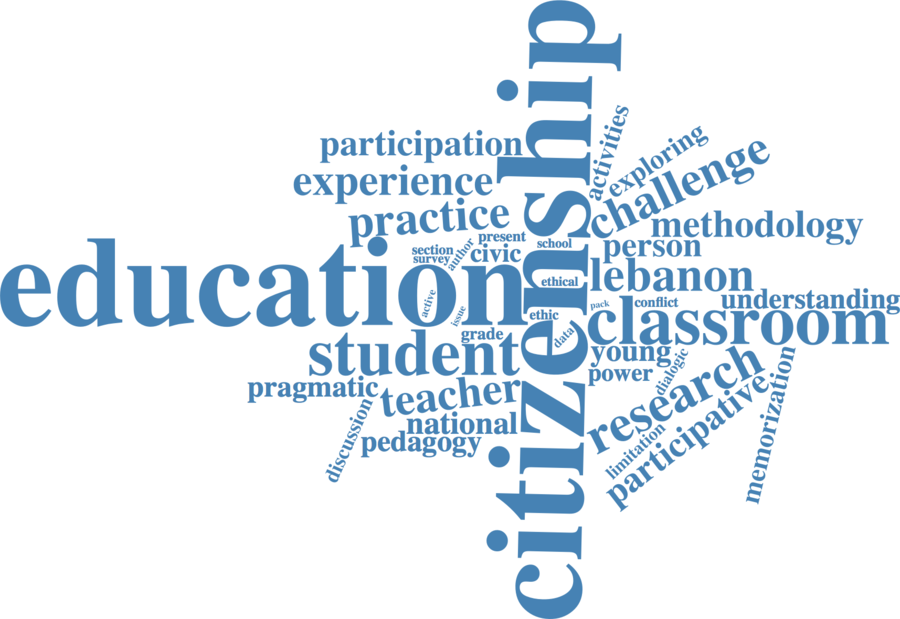 citizenship
participation
activities
exploring
experience
challenge
practice
methodology
present
school
person
section
author
civic
survey
education
ethical
lebanon
active
issue
pack
conflict
understanding
ethic
classroom
grade
data
student
young
dialogic
power
research
pragmatic
teacher
participative
memorization
discussion
national
limitation
pedagogy